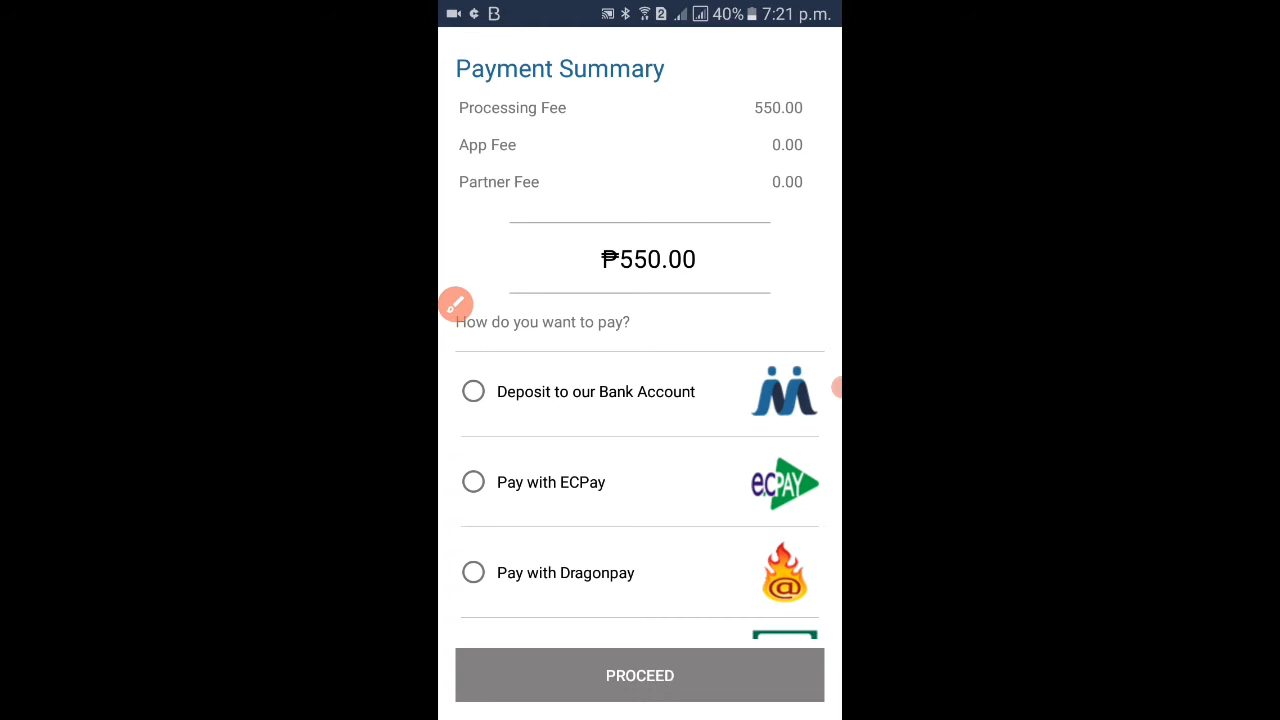 B 2 40% 7:21 p.m.
Payment Summary
Processing Fee 550.00
App Fee 0.00
Partner Fee 0.00
₱550.00
How do you want to pay?
Deposit to our Bank Account
Pay with ECPay
ecPAY
Pay with Dragonpay
@
PROCEED